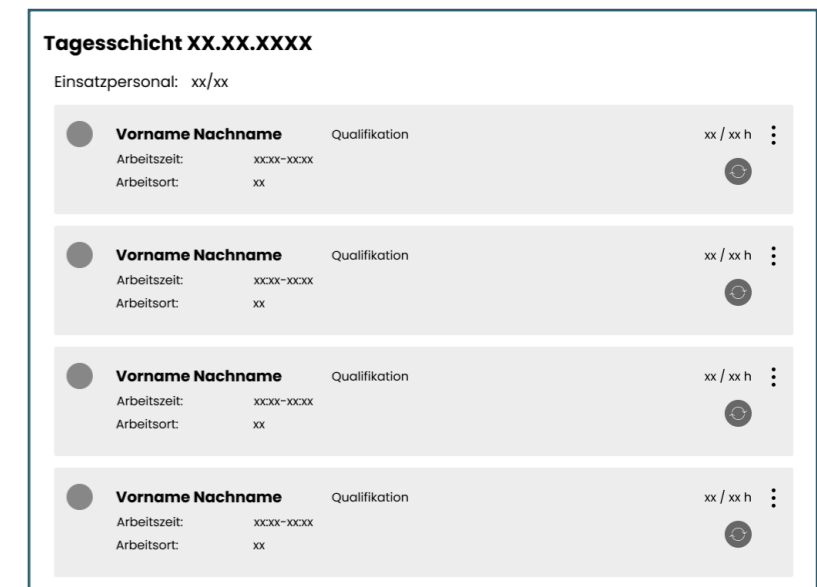 Tagesschicht XX.XX.XXXX
Einsatzpersonal: xx/xx
Vorname Nachname Qualifikation xx / xx h
Arbeitszeit: xx:xx-xx:xx
Arbeitsort: xx
Vorname Nachname Qualifikation xx / xx h
Arbeitszeit: xx:xx-xx:xx
Arbeitsort: xx
Vorname Nachname Qualifikation xx / xx h
Arbeitszeit: xx:xx-xx:xx
Arbeitsort: xx
Vorname Nachname Qualifikation xx / xx h
Arbeitszeit: xx:xx-xx:xx
Arbeitsort: xx